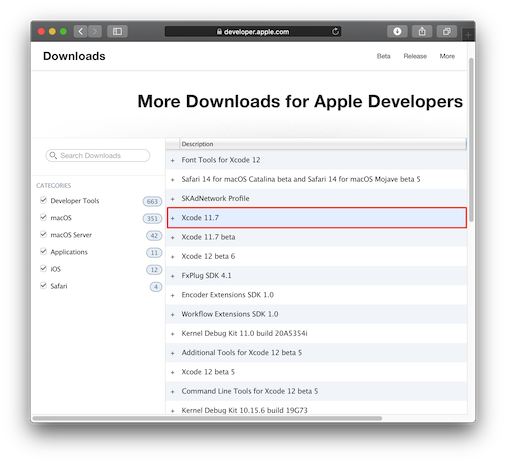 developer.apple.com
Downloads
Beta
Release
More
More Downloads for Apple Developers
Search Downloads
CATEGORIES
Developer Tools 663
macOS 351
macOS Server 42
Applications 11
iOS 12
Safari 4
Description
+ Font Tools for Xcode 12
+ Safari 14 for macOS Catalina beta and Safari 14 for macOS Mojave beta 5
+ SKAdNetwork Profile
+ Xcode 11.7
+ Xcode 11.7 beta
+ Xcode 12 beta 6
+ FxPlug SDK 4.1
+ Encoder Extensions SDK 1.0
+ Workflow Extensions SDK 1.0
+ Kernel Debug Kit 11.0 build 20A5354i
+ Additional Tools for Xcode 12 beta 5
+ Xcode 12 beta 5
+ Command Line Tools for Xcode 12 beta 5
+ Kernel Debug Kit 10.15.6 build 19G73